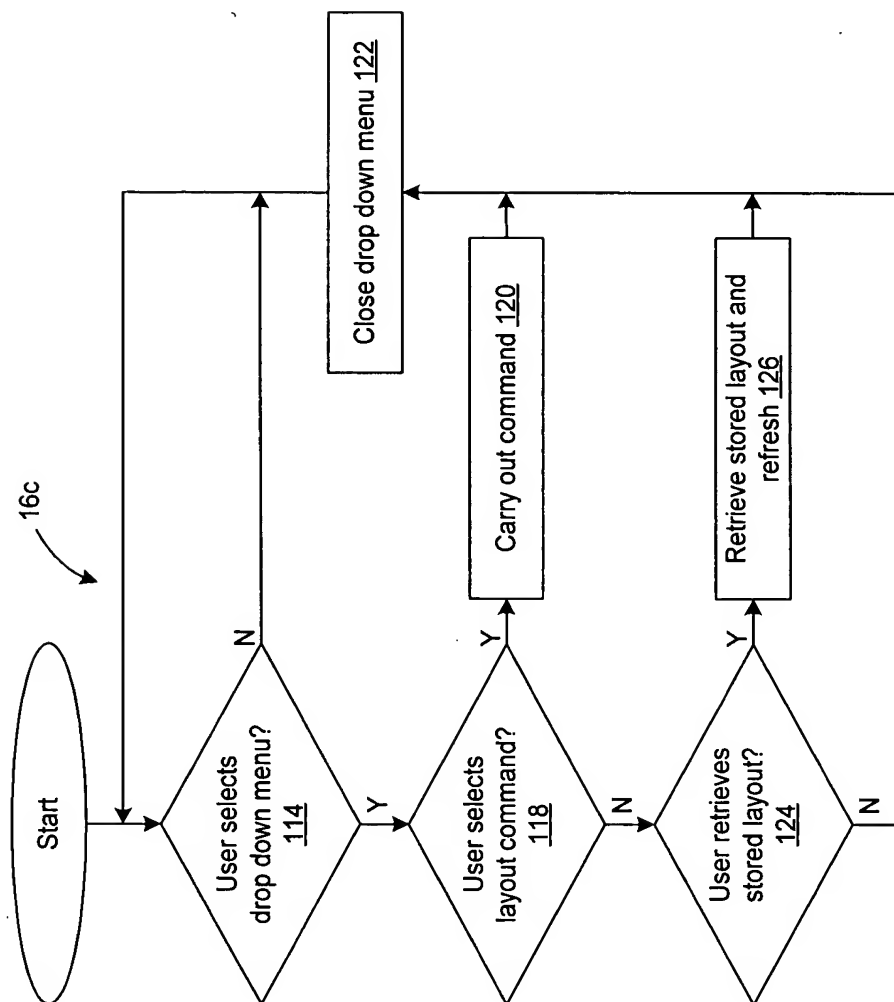 16c
Start
User selects
drop down menu?
114
N
Y
Close drop down menu 122
User selects
layout command?
118
Y
N
Carry out command 120
User retrieves
stored layout?
124
Y
N
Retrieve stored layout and
refresh 126